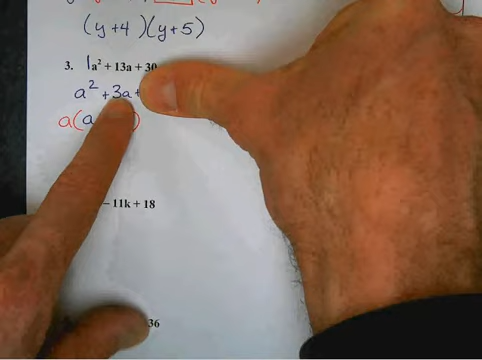 (y+4)(y+5)
3. 1a² + 13a + 30
a² + 3a +
a(a )
- 11k + 18
36